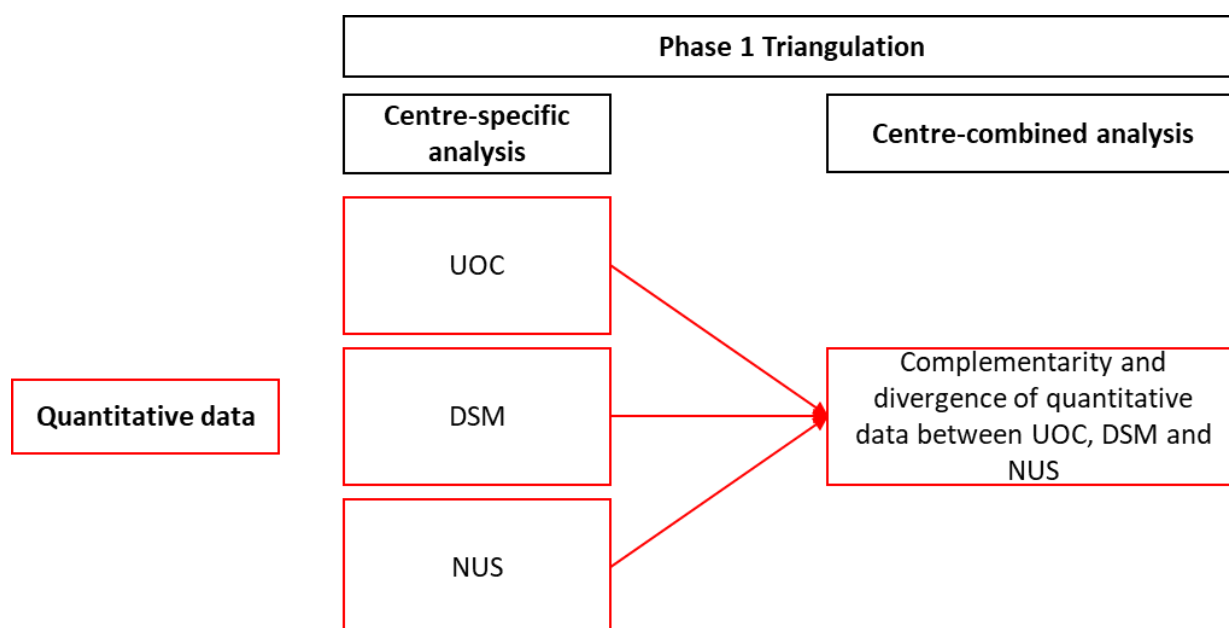 Phase 1 Triangulation
Centre-specific
analysis
Centre-combined analysis
UOC
Quantitative data
DSM
Complementarity and
divergence of quantitative
data between UOC, DSM and
NUS
NUS